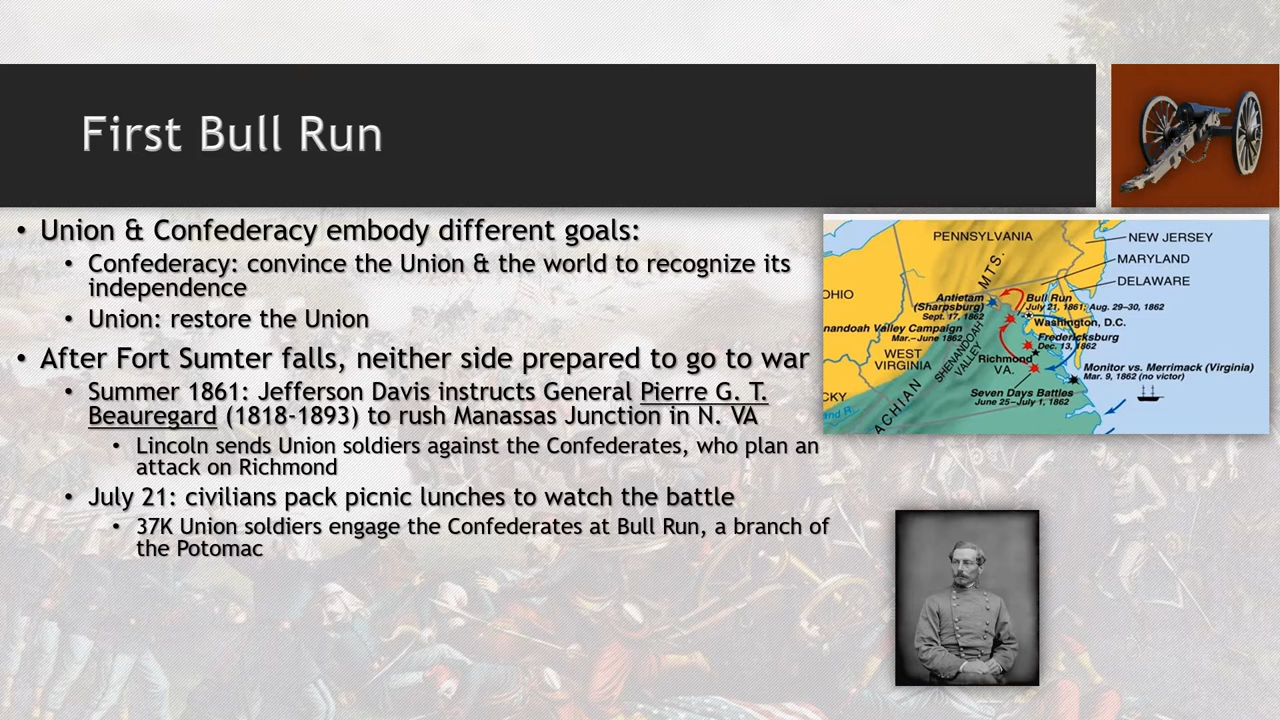 First Bull Run
• Union & Confederacy embody different goals:
• Confederacy: convince the Union & the world to recognize its
independence
• Union: restore the Union
• After Fort Sumter falls, neither side prepared to go to war
• Summer 1861: Jefferson Davis instructs General Pierre G. T.
Beauregard (1818-1893) to rush Manassas Junction in N. VA
• Lincoln sends Union soldiers against the Confederates, who plan an
attack on Richmond
• July 21: civilians pack picnic lunches to watch the battle
• 37K Union soldiers engage the Confederates at Bull Run, a branch of
the Potomac
PENNSYLVANIA
NEW JERSEY
MARYLAND
DELAWARE
MTS.
OHIO
Antietam
(Sharpsburg)
Sept. 17, 1862
Bull Run
July 21, 1861; Aug. 29–30, 1862
Washington, D.C.
nandoah Valley Campaign
Mar.–June 1862
Fredericksburg
Dec. 13, 1862
WEST
VIRGINIA
SHENANDOAH
VALLEY
Richmond
VA.
Monitor vs. Merrimack (Virginia)
Mar. 9, 1862 (no victor)
Seven Days Battles
June 25–July 1, 1862
CKY
nd R.
ACHIAN